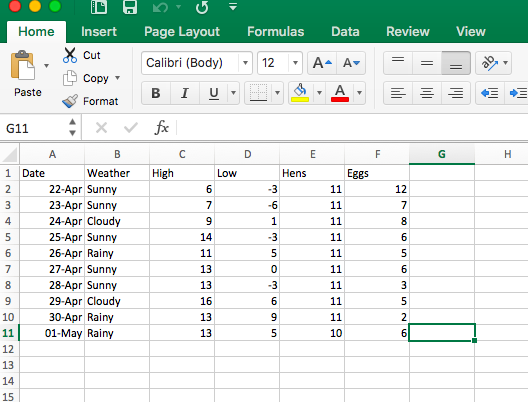 Home Insert Page Layout Formulas Data Review View
Paste Cut Copy Format Calibri (Body) 12 A A
B I U A
G11 fx
A B C D E F G H
1 Date Weather High Low Hens Eggs
2 22-Apr Sunny 6 -3 11 12
3 23-Apr Sunny 7 -6 11 7
4 24-Apr Cloudy 9 1 11 8
5 25-Apr Sunny 14 -3 11 6
6 26-Apr Rainy 11 5 11 5
7 27-Apr Sunny 13 0 11 6
8 28-Apr Sunny 13 -3 11 3
9 29-Apr Cloudy 16 6 11 5
10 30-Apr Rainy 13 9 11 2
11 01-May Rainy 13 5 10 6
12
13
14
15